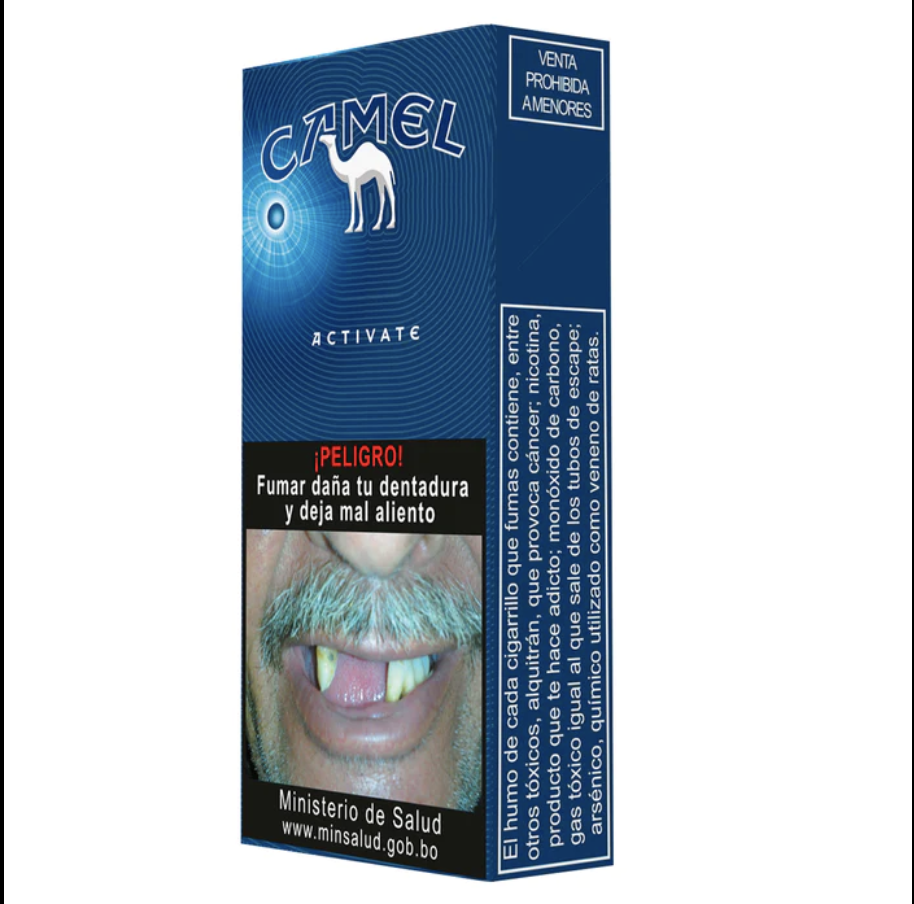 CAMEL
ACTIVATE
¡PELIGRO!
Fumar daña tu dentadura
y deja mal aliento
Ministerio de Salud
www.minsalud.gob.bo
VENTA
PROHIBIDA
A MENORES
El humo de cada cigarrillo que fumas contiene, entre
otros tóxicos, alquitrán, que provoca cáncer; nicotina,
producto que te hace adicto; monóxido de carbono,
gas tóxico igual al que sale de los tubos de escape;
arsénico, químico utilizado como veneno de ratas.